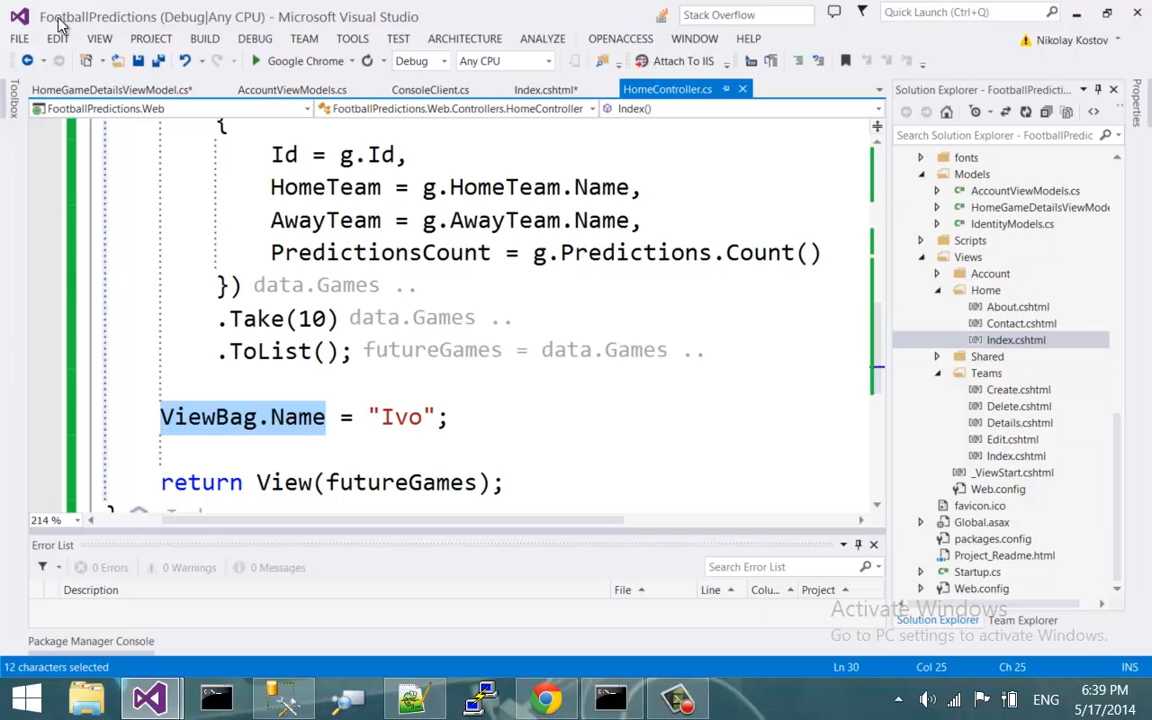 FootballPredictions (Debug|Any CPU) - Microsoft Visual Studio
Stack Overflow
Quick Launch (Ctrl+Q)
FILE EDIT VIEW PROJECT BUILD DEBUG TEAM TOOLS TEST ARCHITECTURE ANALYZE OPENACCESS WINDOW HELP
Nikolay Kostov
Google Chrome
Debug
Any CPU
Attach To IIS
Toolbox
HomeGameDetailsViewModel.cs*
AccountViewModels.cs
ConsoleClient.cs
Index.cshtml*
HomeController.cs
FootballPredictions.Web
FootballPredictions.Web.Controllers.HomeController
Index()
{
Id = g.Id,
HomeTeam = g.HomeTeam.Name,
AwayTeam = g.AwayTeam.Name,
PredictionsCount = g.Predictions.Count()
}) data.Games ..
.Take(10) data.Games ..
.ToList(); futureGames = data.Games ..
ViewBag.Name = "Ivo";
return View(futureGames);
}
214 %
Solution Explorer - FootballPredicti...
Search Solution Explorer - FootballPredic
fonts
Models
AccountViewModels.cs
HomeGameDetailsViewMode
IdentityModels.cs
Scripts
Views
Account
Home
About.cshtml
Contact.cshtml
Index.cshtml
Shared
Teams
Create.cshtml
Delete.cshtml
Details.cshtml
Edit.cshtml
Index.cshtml
_ViewStart.cshtml
Web.config
favicon.ico
Global.asax
packages.config
Project_Readme.html
Startup.cs
Web.config
Solution Explorer Team Explorer
Properties
Error List
0 Errors 0 Warnings 0 Messages
Search Error List
Description File Line Colu... Project
Activate Windows
Go to PC settings to activate Windows.
Package Manager Console
12 characters selected
Ln 30 Col 25 Ch 25 INS
ENG
6:39 PM
5/17/2014